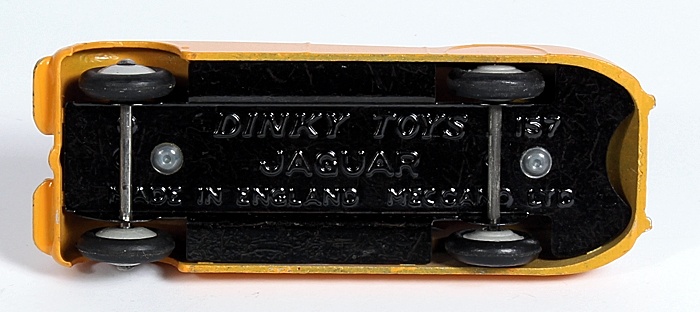 DINKY TOYS 157
JAGUAR
MADE IN ENGLAND MECCANO LTD